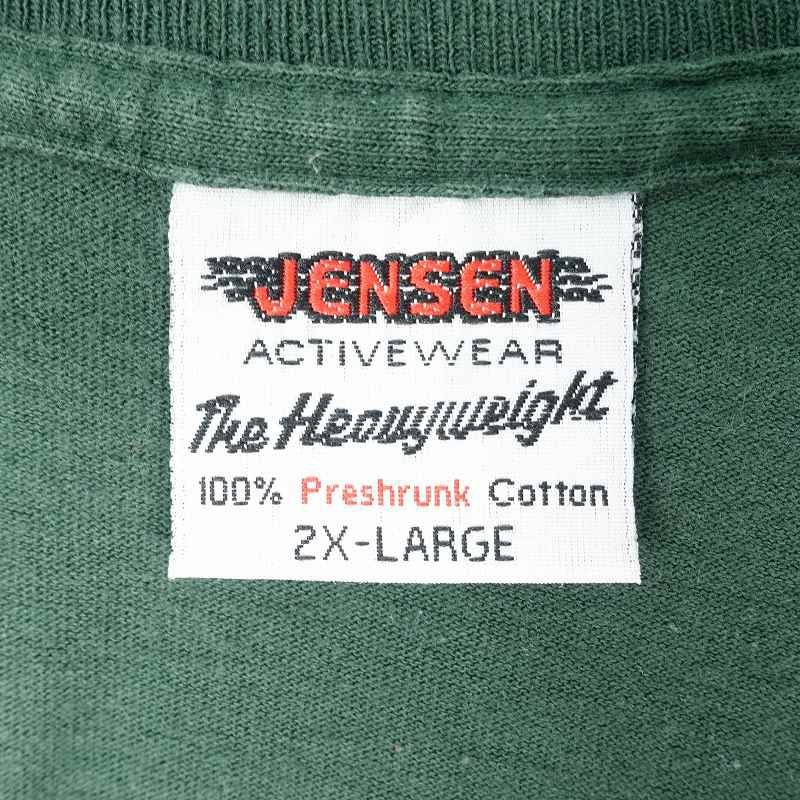 JENSEN
ACTIVEWEAR
The Heavyweight
100% Preshrunk Cotton
2X-LARGE